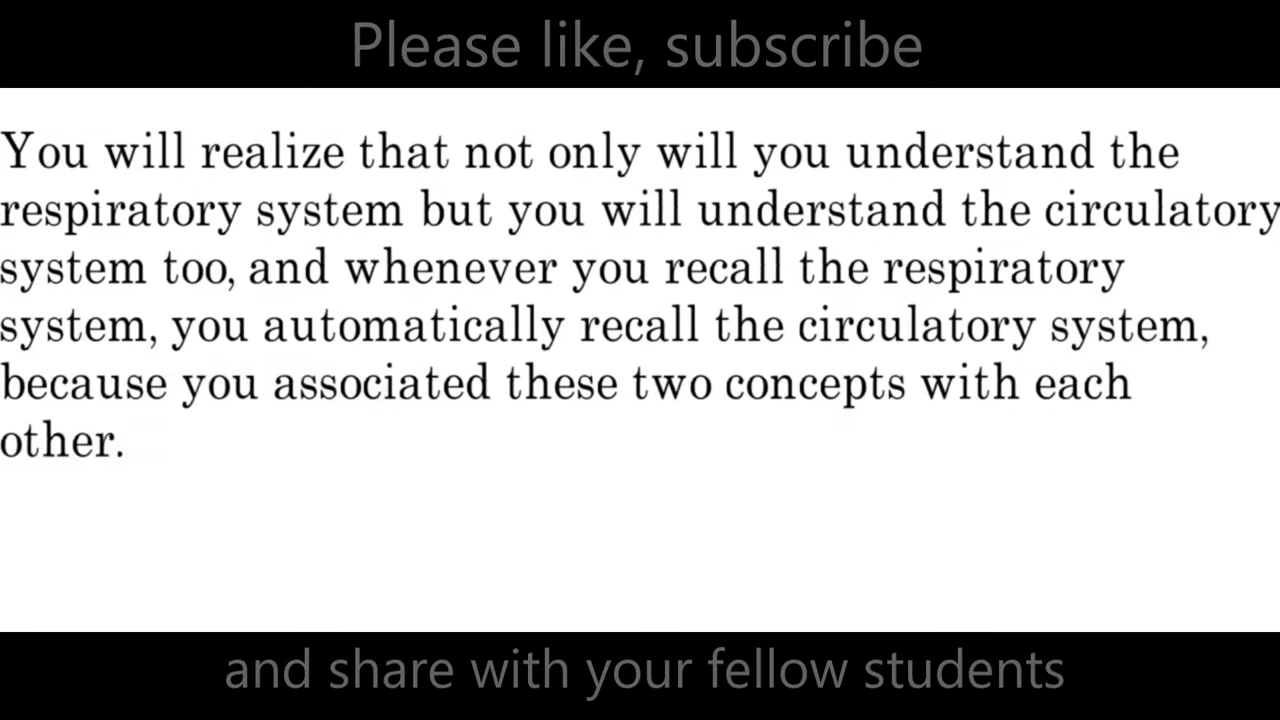 Please like, subscribe
You will realize that not only will you understand the
respiratory system but you will understand the circulatory
system too, and whenever you recall the respiratory
system, you automatically recall the circulatory system,
because you associated these two concepts with each
other.
and share with your fellow students